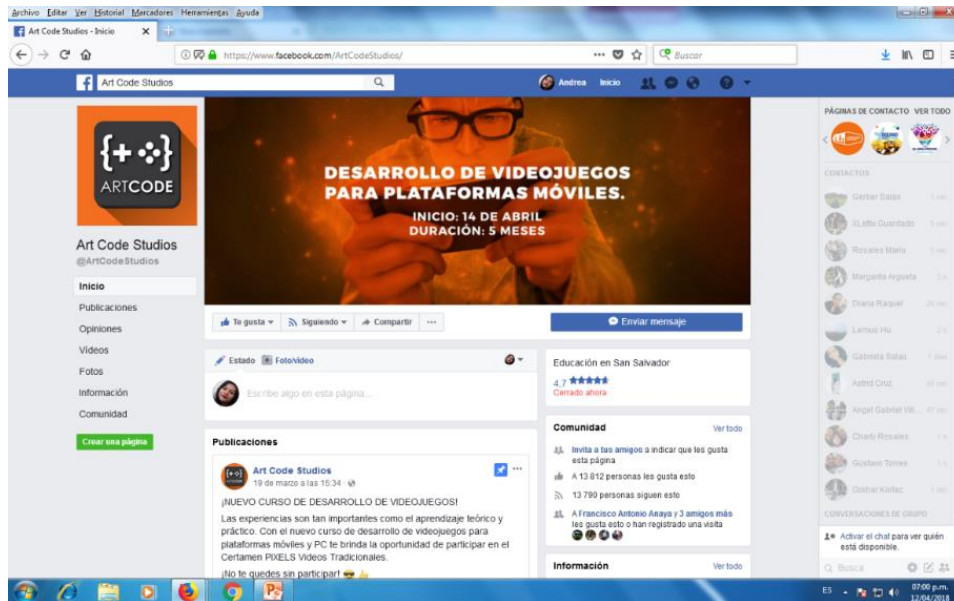 Archivo Editar Ver Historial Marcadores Herramientas Ayuda
Art Code Studios - Inicio
https://www.facebook.com/ArtCodeStudios/
Buscar
Art Code Studios
Andrea Inicio
{+ }
ARTCODE
DESARROLLO DE VIDEOJUEGOS
PARA PLATAFORMAS MÓVILES.
INICIO: 14 DE ABRIL
DURACIÓN: 5 MESES
Art Code Studios
@ArtCodeStudios
Inicio
Publicaciones
Opiniones
Videos
Fotos
Información
Comunidad
Crear una página
Te gusta Siguiendo Compartir
Enviar mensaje
Estado Foto/video
Escribe algo en esta página...
Publicaciones
Art Code Studios
19 de marzo a las 15:34
¡NUEVO CURSO DE DESARROLLO DE VIDEOJUEGOS!
Las experiencias son tan importantes como el aprendizaje teórico y
práctico. Con el nuevo curso de desarrollo de videojuegos para
plataformas móviles y PC te brinda la oportunidad de participar en el
Certamen PIXELS Videos Tradicionales.
¡No te quedes sin participar!
Educación en San Salvador
4,7
Cerrado ahora
Comunidad Ver todo
Invita a tus amigos a indicar que les gusta
esta página
A 13 812 personas les gusta esto
13 790 personas siguen esto
A Francisco Antonio Anaya y 3 amigos más
les gusta esto o han registrado una visita
Información Ver todo
PÁGINAS DE CONTACTO VER TODO
CONTACTOS
Gerber Salas
Rosales Mario
Margarita Argueta
Diana Raquel
Lemus Hu
Gabriela Salas
Astrid Cruz
Angel Gabriel Vill...
Charly Rosales
Gustavo Torres
CONVERSACIONES DE GRUPO
Activar el chat para ver quién
está disponible.
Busca
ES
07:00 p.m.
12/04/2018